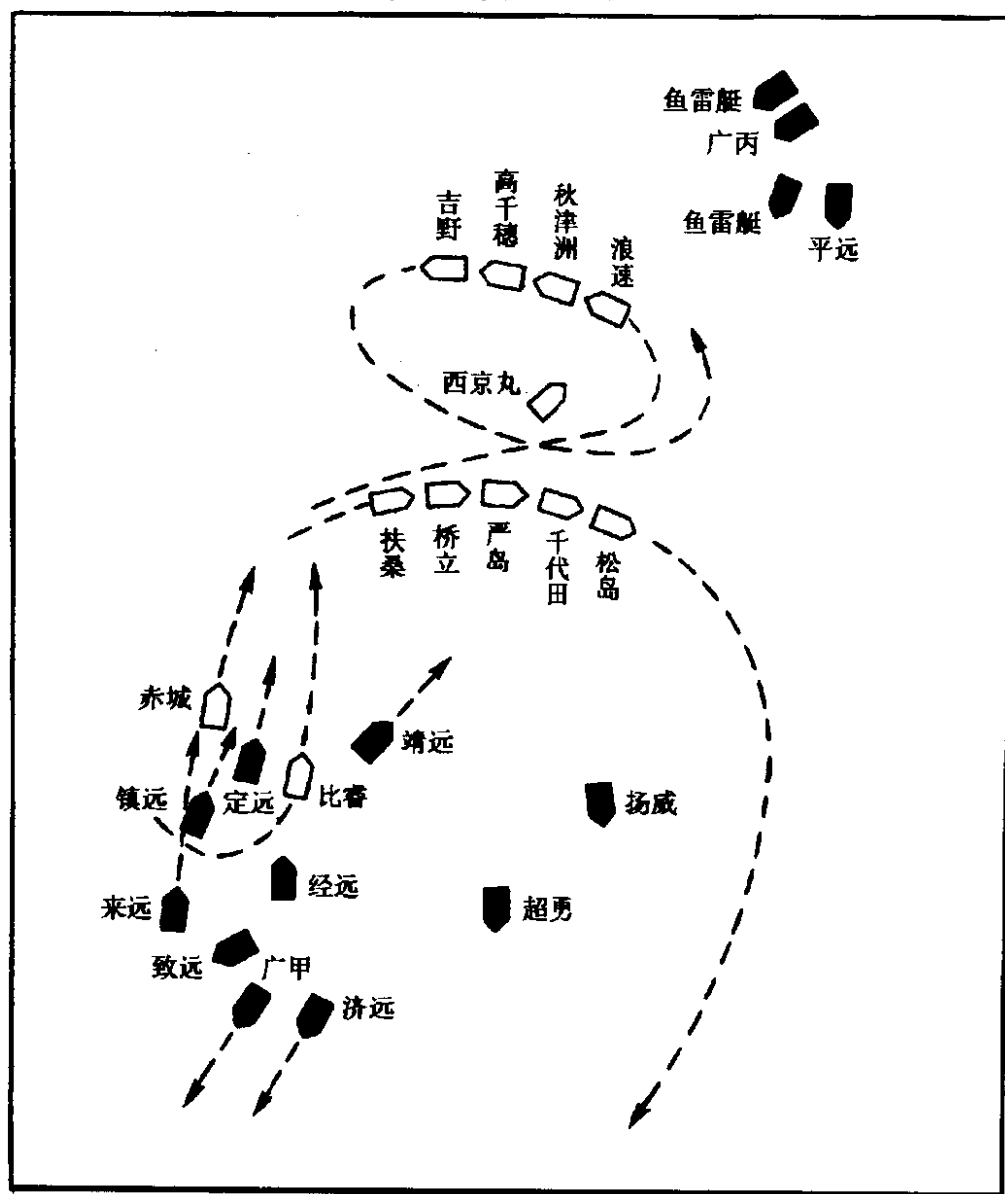 鱼雷艇
广丙
鱼雷艇
平远
吉野
高千穗
秋津洲
浪速
西京丸
扶桑
桥立
严岛
千代田
松岛
赤城
靖远
镇远
定远
比睿
扬威
来远
经远
超勇
致远
广甲
济远